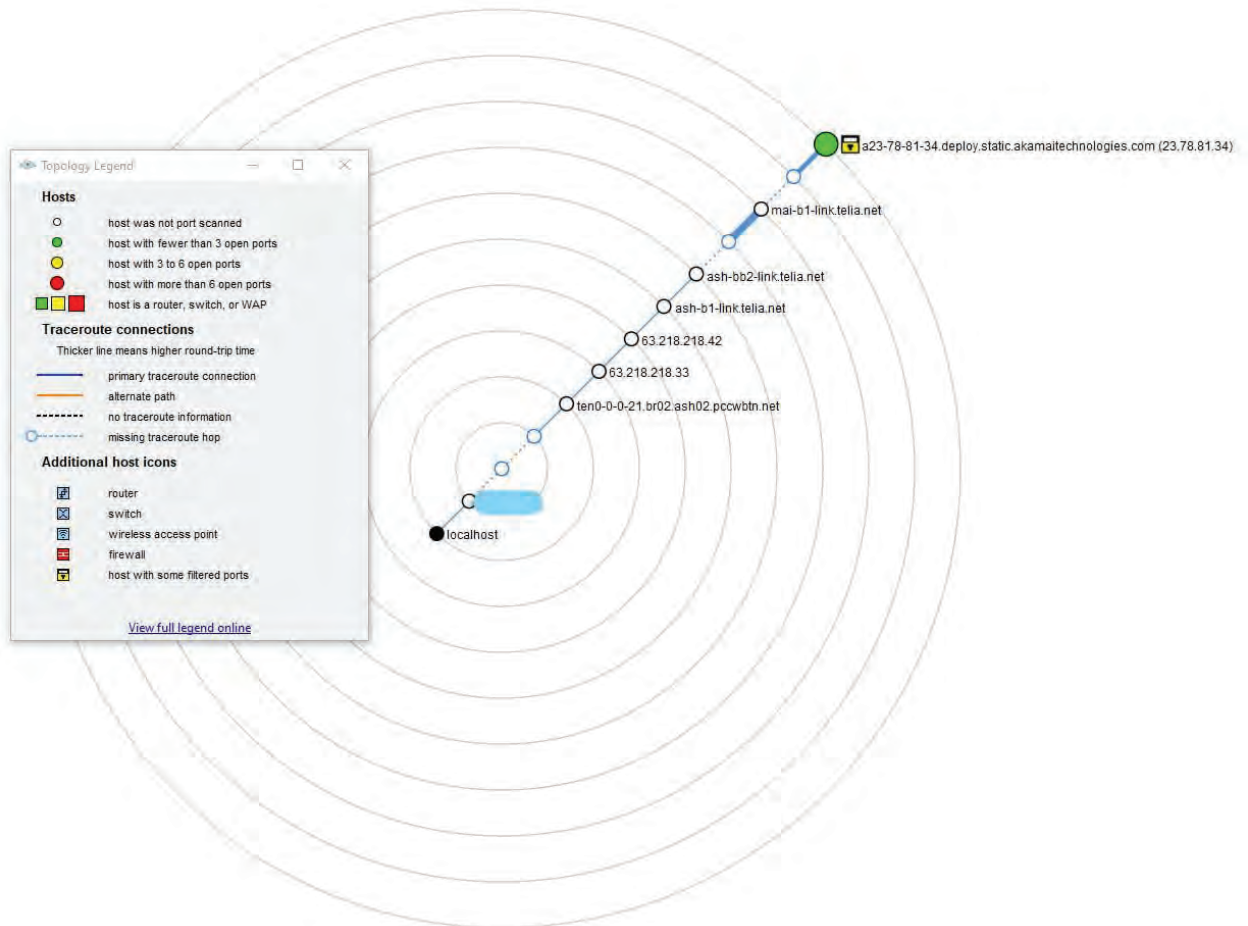 Topology Legend
Hosts
host was not port scanned
host with fewer than 3 open ports
host with 3 to 6 open ports
host with more than 6 open ports
host is a router, switch, or WAP
Traceroute connections
Thicker line means higher round-trip time
primary traceroute connection
alternate path
no traceroute information
missing traceroute hop
Additional host icons
router
switch
wireless access point
firewall
host with some filtered ports
View full legend online
a23-78-81-34.deploy.static.akamaitechnologies.com (23.78.81.34)
mai-b1-link.telia.net
ash-bb2-link.telia.net
ash-b1-link.telia.net
63.218.218.42
63.218.218.33
ten0-0-0-21.br02.ash02.pccwbtn.net
localhost